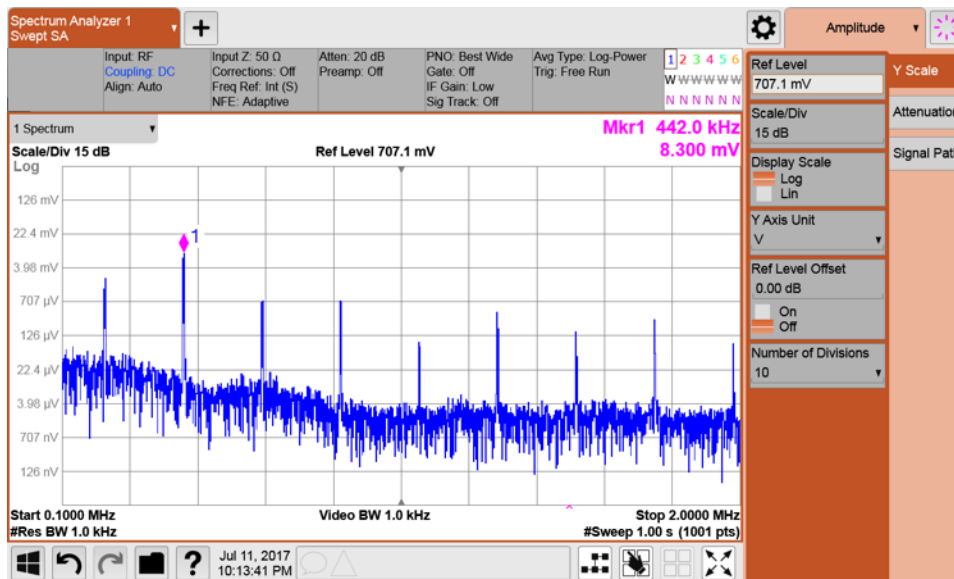 Spectrum Analyzer 1
Swept SA
+
Amplitude
Input: RF
Coupling: DC
Align: Auto
Input Z: 50 Ω
Corrections: Off
Freq Ref: Int (S)
NFE: Adaptive
Atten: 20 dB
Preamp: Off
PNO: Best Wide
Gate: Off
IF Gain: Low
Sig Track: Off
Avg Type: Log-Power
Trig: Free Run
1 2 3 4 5 6
W W W W W W
N N N N N N
1 Spectrum
Mkr1 442.0 kHz
8.300 mV
Scale/Div 15 dB
Ref Level 707.1 mV
Log
126 mV
22.4 mV
3.98 mV
707 µV
126 µV
22.4 µV
3.98 µV
707 nV
126 nV
1
Start 0.1000 MHz
Video BW 1.0 kHz
Stop 2.0000 MHz
#Res BW 1.0 kHz
#Sweep 1.00 s (1001 pts)
Ref Level
707.1 mV
Scale/Div
15 dB
Display Scale
Log
Lin
Y Axis Unit
V
Ref Level Offset
0.00 dB
On
Off
Number of Divisions
10
Y Scale
Attenuation
Signal Pat
?
Jul 11, 2017
10:13:41 PM